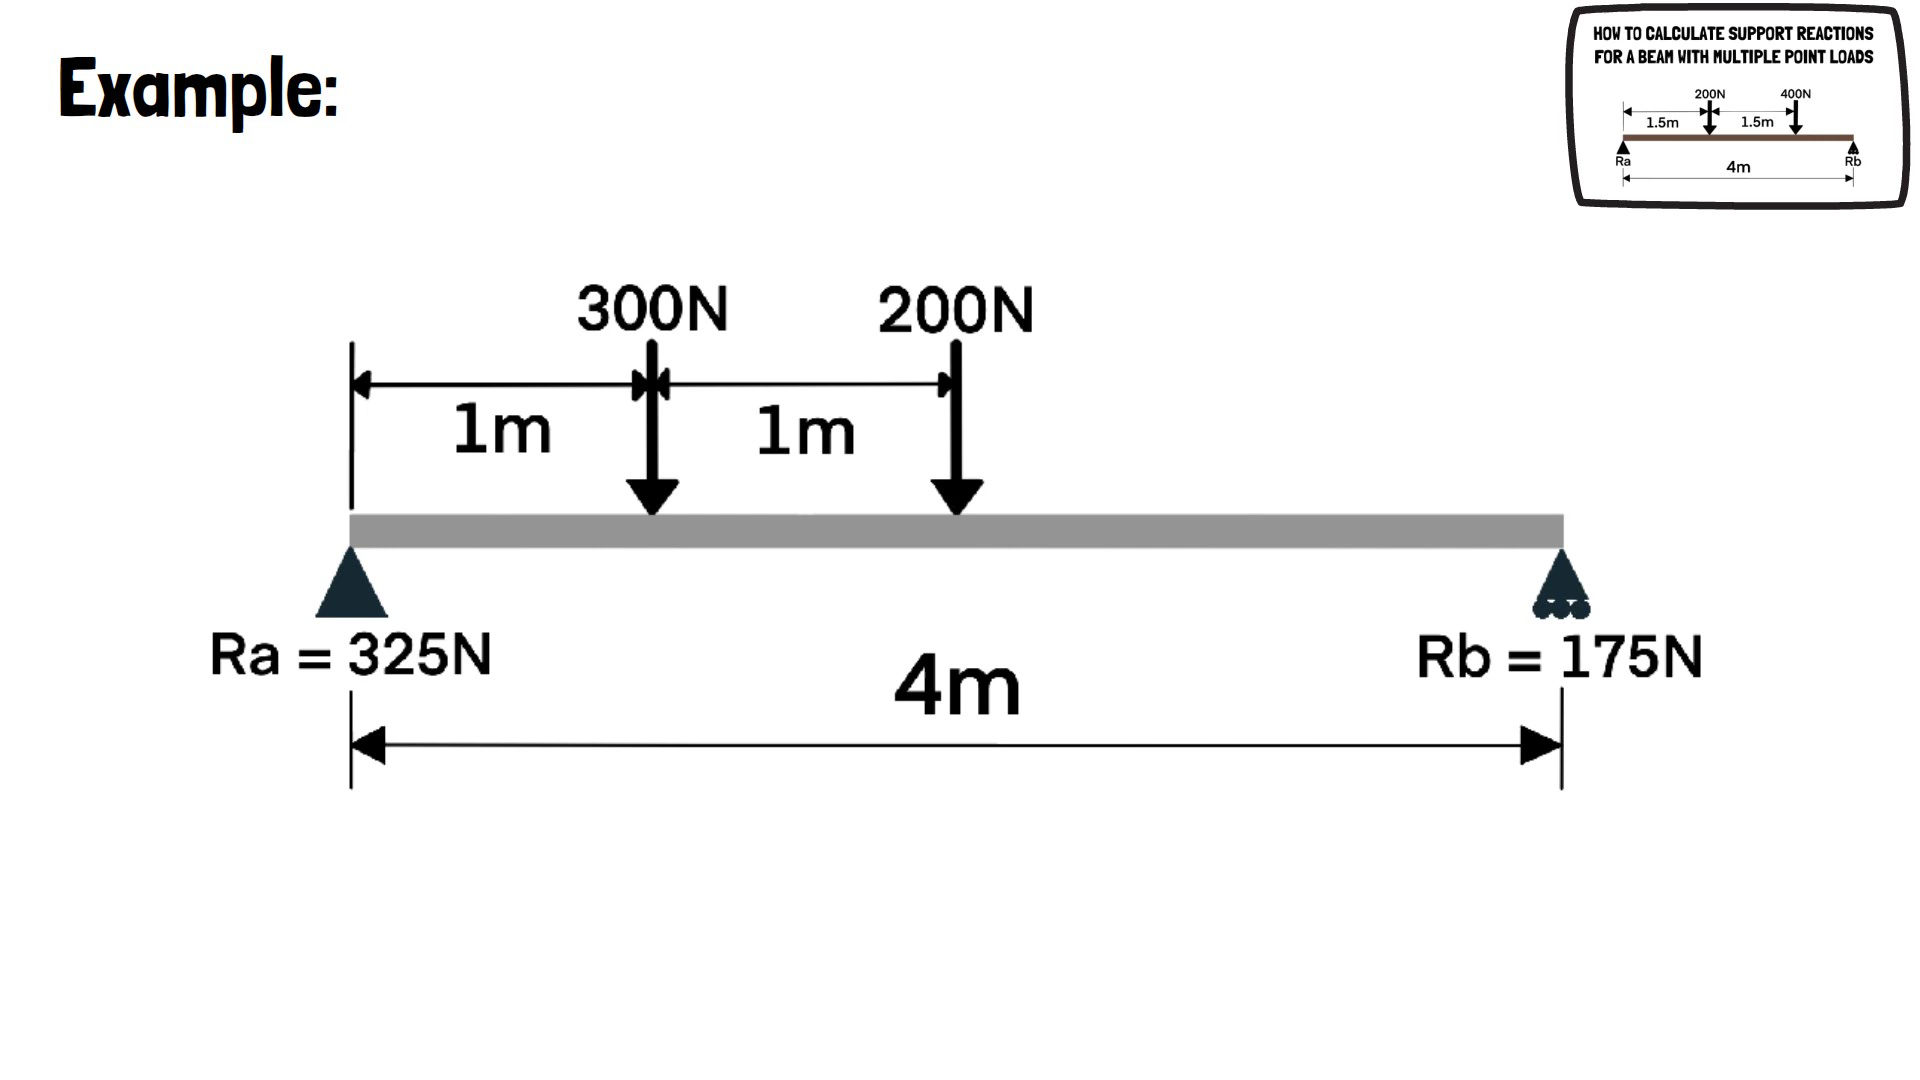 Example:
HOW TO CALCULATE SUPPORT REACTIONS
FOR A BEAM WITH MULTIPLE POINT LOADS
200N 400N
1.5m 1.5m
Ra Rb
4m
300N 200N
1m 1m
Ra = 325N Rb = 175N
4m